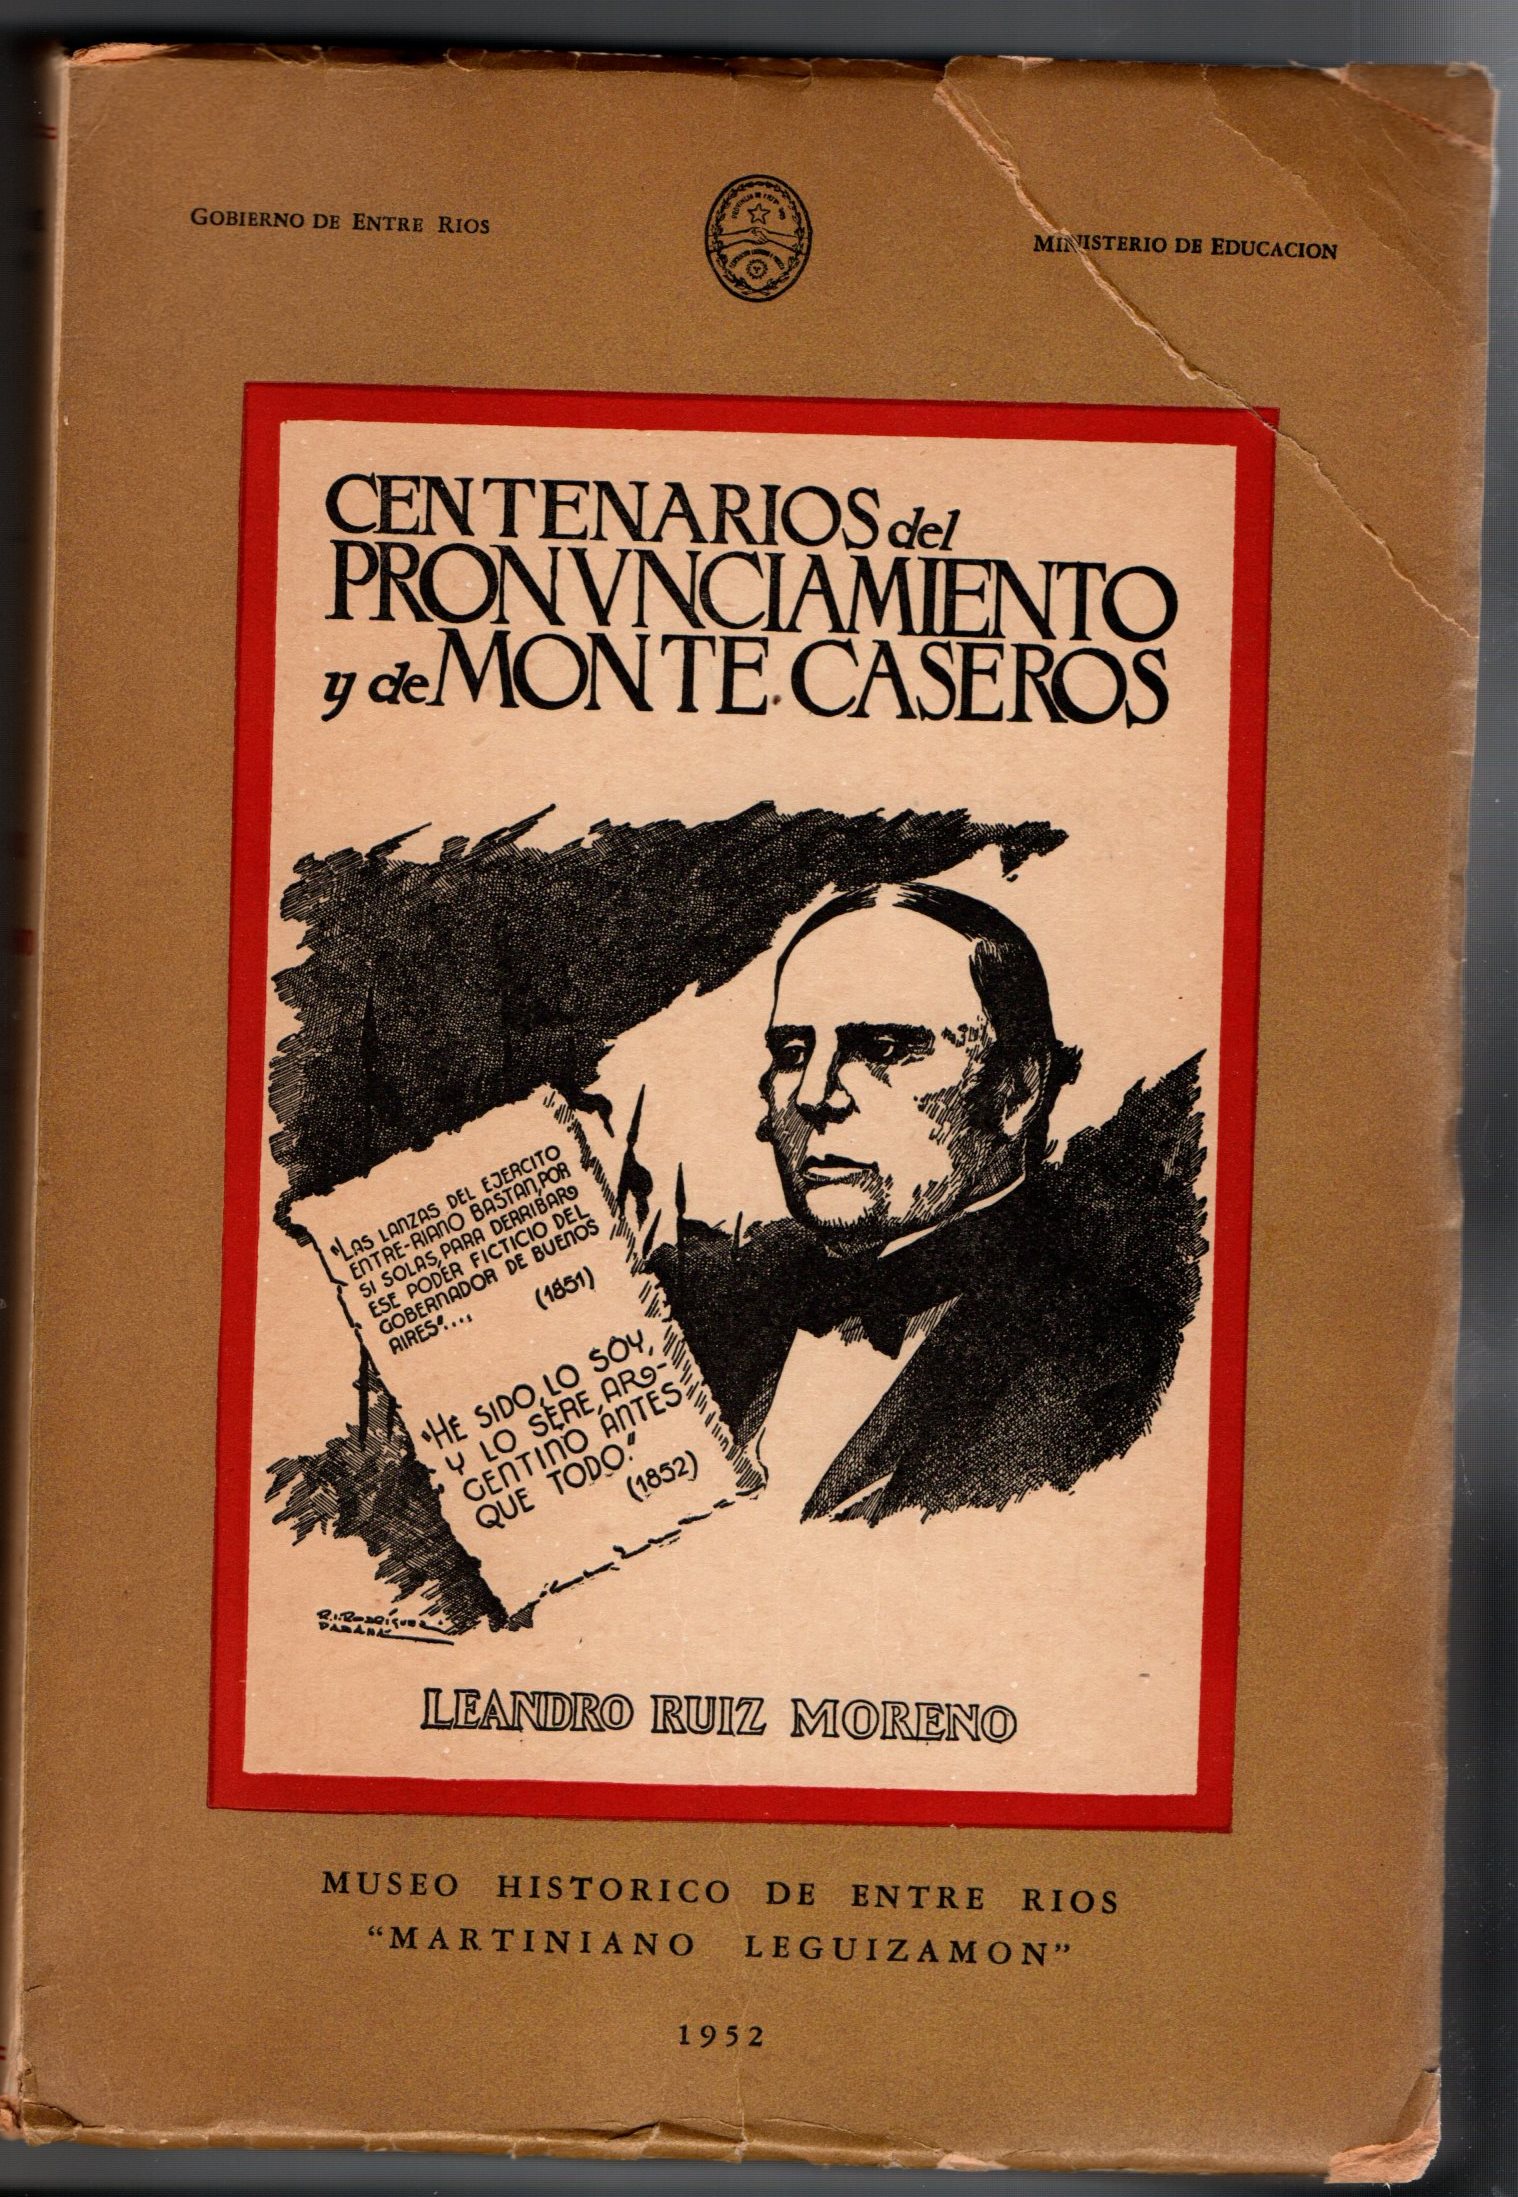 GOBIERNO DE ENTRE RIOS
MINISTERIO DE EDUCACION
CENTENARIOS del
PRONVNCIAMIENTO
y de MONTE CASEROS
"LAS LANZAS DEL EJERCITO
ENTRE-RIANO BASTAN, POR
SI SOLAS, PARA DERRIBAR
ESE PODER FICTICIO DEL
GOBERNADOR DE BUENOS
AIRES"....
(1851)
"HE SIDO, LO SOY,
Y LO SERE, AR-
GENTINO ANTES
QUE TODO."
(1852)
R. I. RODRÍGUEZ
PARANÁ
LEANDRO RUIZ MORENO
MUSEO HISTORICO DE ENTRE RIOS
"MARTINIANO LEGUIZAMON"
1952